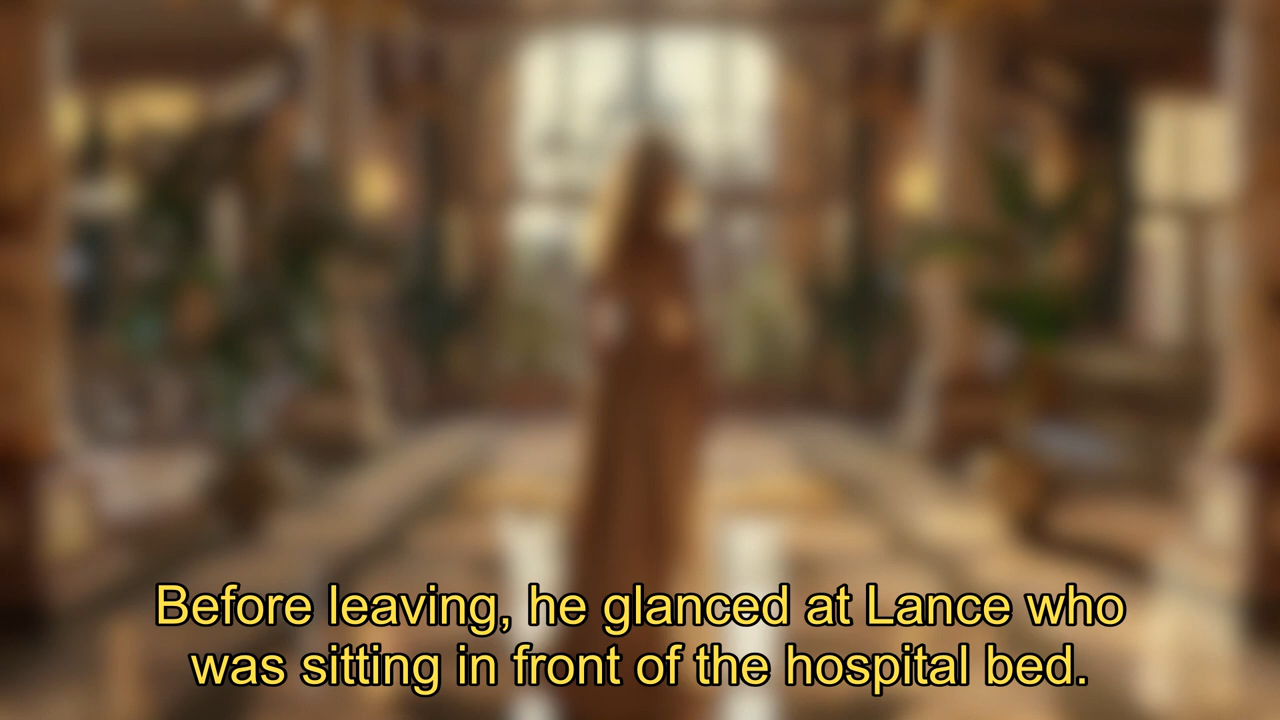 Before leaving, he glanced at Lance who
was sitting in front of the hospital bed.